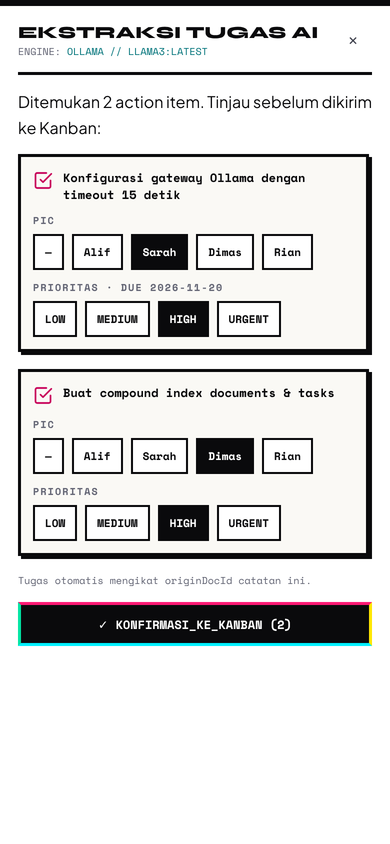 EKSTRAKSI TUGAS AI
×
ENGINE: OLLAMA // LLAMA3:LATEST
Ditemukan 2 action item. Tinjau sebelum dikirim
ke Kanban:
Konfigurasi gateway Ollama dengan
timeout 15 detik
PIC
— Alif Sarah Dimas Rian
PRIORITAS · DUE 2026-11-20
LOW MEDIUM HIGH URGENT
Buat compound index documents & tasks
PIC
— Alif Sarah Dimas Rian
PRIORITAS
LOW MEDIUM HIGH URGENT
Tugas otomatis mengikat originDocId catatan ini.
✓ KONFIRMASI_KE_KANBAN (2)